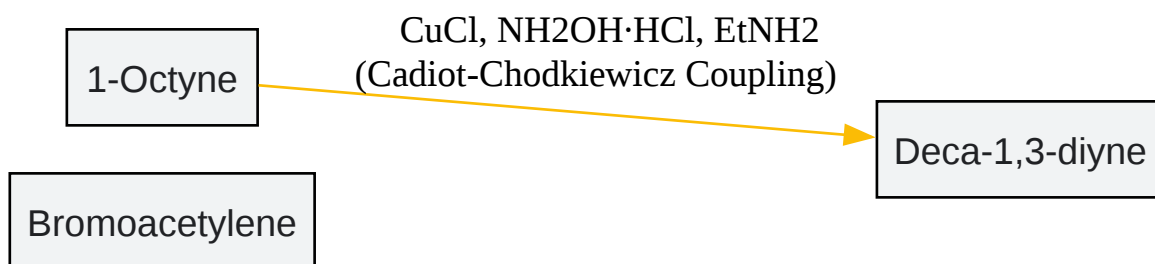 CuCl, NH2OH·HCl, EtNH2
(Cadiot-Chodkiewicz Coupling)
1-Octyne
Deca-1,3-diyne
Bromoacetylene